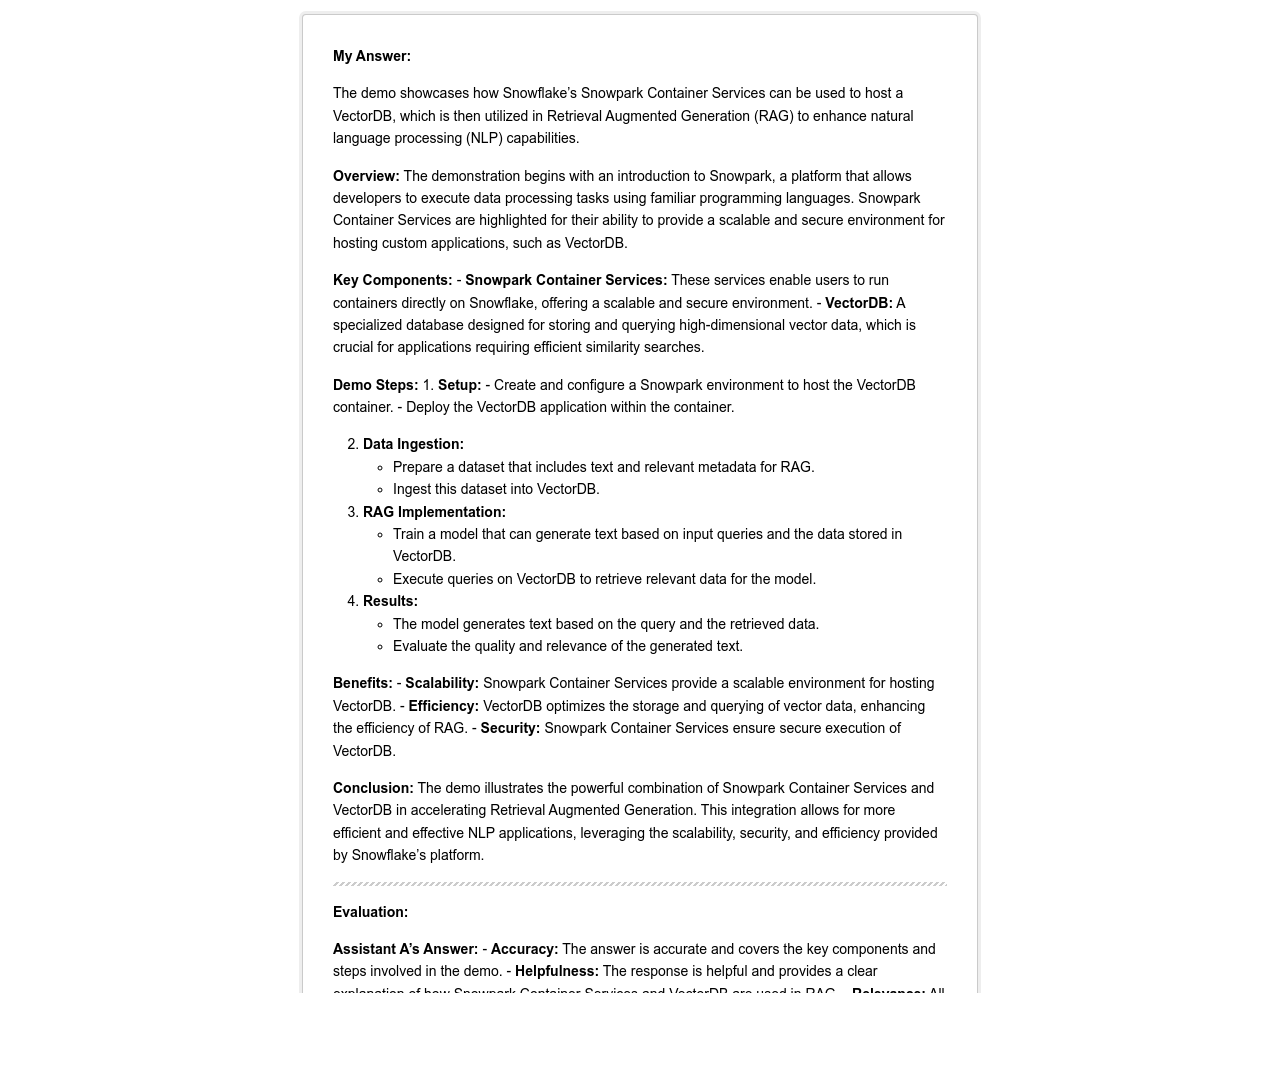 My Answer:
The demo showcases how Snowflake’s Snowpark Container Services can be used to host a
VectorDB, which is then utilized in Retrieval Augmented Generation (RAG) to enhance natural
language processing (NLP) capabilities.
Overview: The demonstration begins with an introduction to Snowpark, a platform that allows
developers to execute data processing tasks using familiar programming languages. Snowpark
Container Services are highlighted for their ability to provide a scalable and secure environment for
hosting custom applications, such as VectorDB.
Key Components: - Snowpark Container Services: These services enable users to run
containers directly on Snowflake, offering a scalable and secure environment. - VectorDB: A
specialized database designed for storing and querying high-dimensional vector data, which is
crucial for applications requiring efficient similarity searches.
Demo Steps: 1. Setup: - Create and configure a Snowpark environment to host the VectorDB
container. - Deploy the VectorDB application within the container.
2. Data Ingestion:
◦ Prepare a dataset that includes text and relevant metadata for RAG.
◦ Ingest this dataset into VectorDB.
3. RAG Implementation:
◦ Train a model that can generate text based on input queries and the data stored in
VectorDB.
◦ Execute queries on VectorDB to retrieve relevant data for the model.
4. Results:
◦ The model generates text based on the query and the retrieved data.
◦ Evaluate the quality and relevance of the generated text.
Benefits: - Scalability: Snowpark Container Services provide a scalable environment for hosting
VectorDB. - Efficiency: VectorDB optimizes the storage and querying of vector data, enhancing
the efficiency of RAG. - Security: Snowpark Container Services ensure secure execution of
VectorDB.
Conclusion: The demo illustrates the powerful combination of Snowpark Container Services and
VectorDB in accelerating Retrieval Augmented Generation. This integration allows for more
efficient and effective NLP applications, leveraging the scalability, security, and efficiency provided
by Snowflake’s platform.
Evaluation:
Assistant A’s Answer: - Accuracy: The answer is accurate and covers the key components and
steps involved in the demo. - Helpfulness: The response is helpful and provides a clear
explanation of how Snowpark Container Services and VectorDB are used in RAG. - Relevance: All